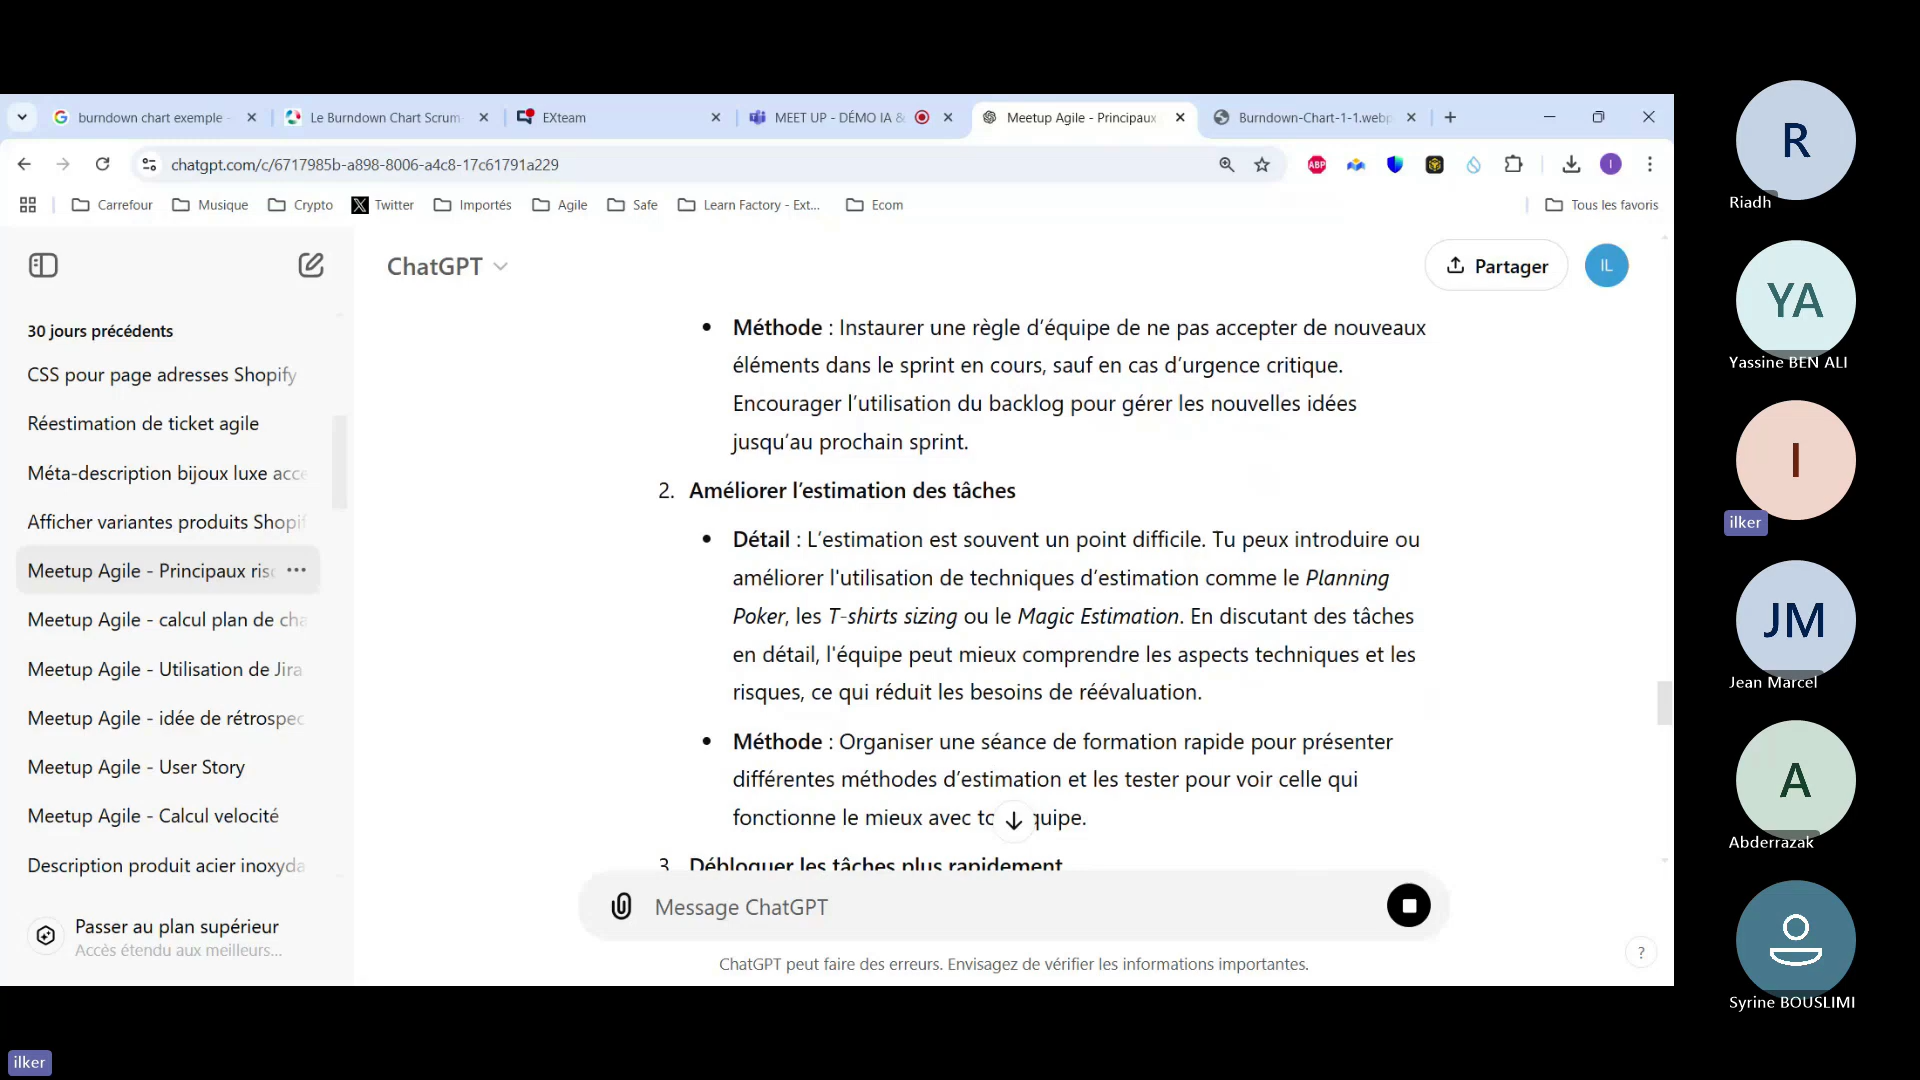 burndown chart exemple -
Le Burndown Chart Scrum
EXteam
MEET UP - DÉMO IA &
Meetup Agile - Principaux
Burndown-Chart-1-1.webp
chatgpt.com/c/6717985b-a898-8006-a4c8-17c61791a229
ABP
I
Carrefour
Musique
Crypto
Twitter
Importés
Agile
Safe
Learn Factory - Ext...
Ecom
Tous les favoris
ChatGPT
Partager
IL
30 jours précédents
CSS pour page adresses Shopify
Réestimation de ticket agile
Méta-description bijoux luxe acce
Afficher variantes produits Shopif
Meetup Agile - Principaux risq
Meetup Agile - calcul plan de cha
Meetup Agile - Utilisation de Jira
Meetup Agile - idée de rétrospec
Meetup Agile - User Story
Meetup Agile - Calcul velocité
Description produit acier inoxyda
Passer au plan supérieur
Accès étendu aux meilleurs...
• Méthode : Instaurer une règle d’équipe de ne pas accepter de nouveaux
éléments dans le sprint en cours, sauf en cas d’urgence critique.
Encourager l’utilisation du backlog pour gérer les nouvelles idées
jusqu’au prochain sprint.
2. Améliorer l’estimation des tâches
• Détail : L’estimation est souvent un point difficile. Tu peux introduire ou
améliorer l'utilisation de techniques d’estimation comme le Planning
Poker, les T-shirts sizing ou le Magic Estimation. En discutant des tâches
en détail, l'équipe peut mieux comprendre les aspects techniques et les
risques, ce qui réduit les besoins de réévaluation.
• Méthode : Organiser une séance de formation rapide pour présenter
différentes méthodes d’estimation et les tester pour voir celle qui
fonctionne le mieux avec quipe.
3. Débloquer les tâches plus rapidement
Message ChatGPT
ChatGPT peut faire des erreurs. Envisagez de vérifier les informations importantes.
?
R
Riadh
YA
Yassine BEN ALI
I
ilker
JM
Jean Marcel
A
Abderrazak
Syrine BOUSLIMI
ilker